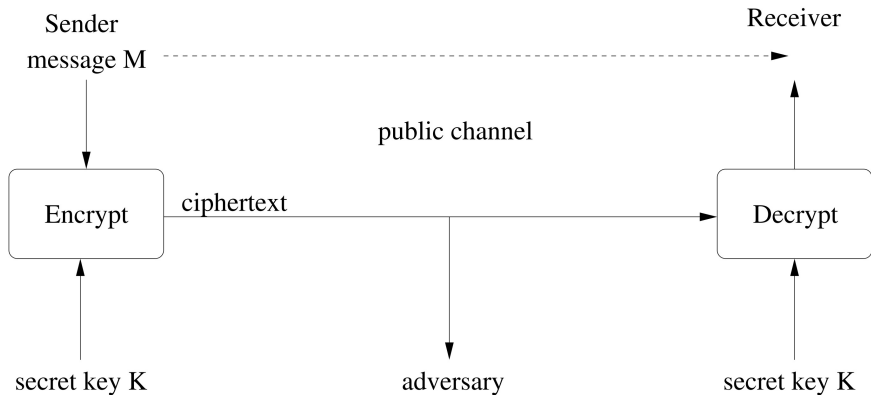 Sender
Receiver
message M
public channel
ciphertext
Encrypt
Decrypt
secret key K
adversary
secret key K